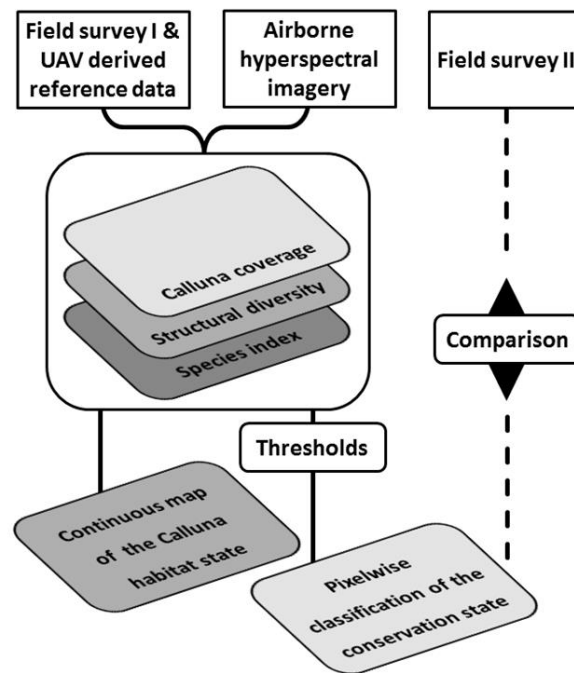 Field survey I &
UAV derived
reference data
Airborne
hyperspectral
imagery
Field survey II
Calluna coverage
Structural diversity
Species index
Comparison
Thresholds
Continuous map
of the Calluna
habitat state
Pixelwise
classification of the
conservation state